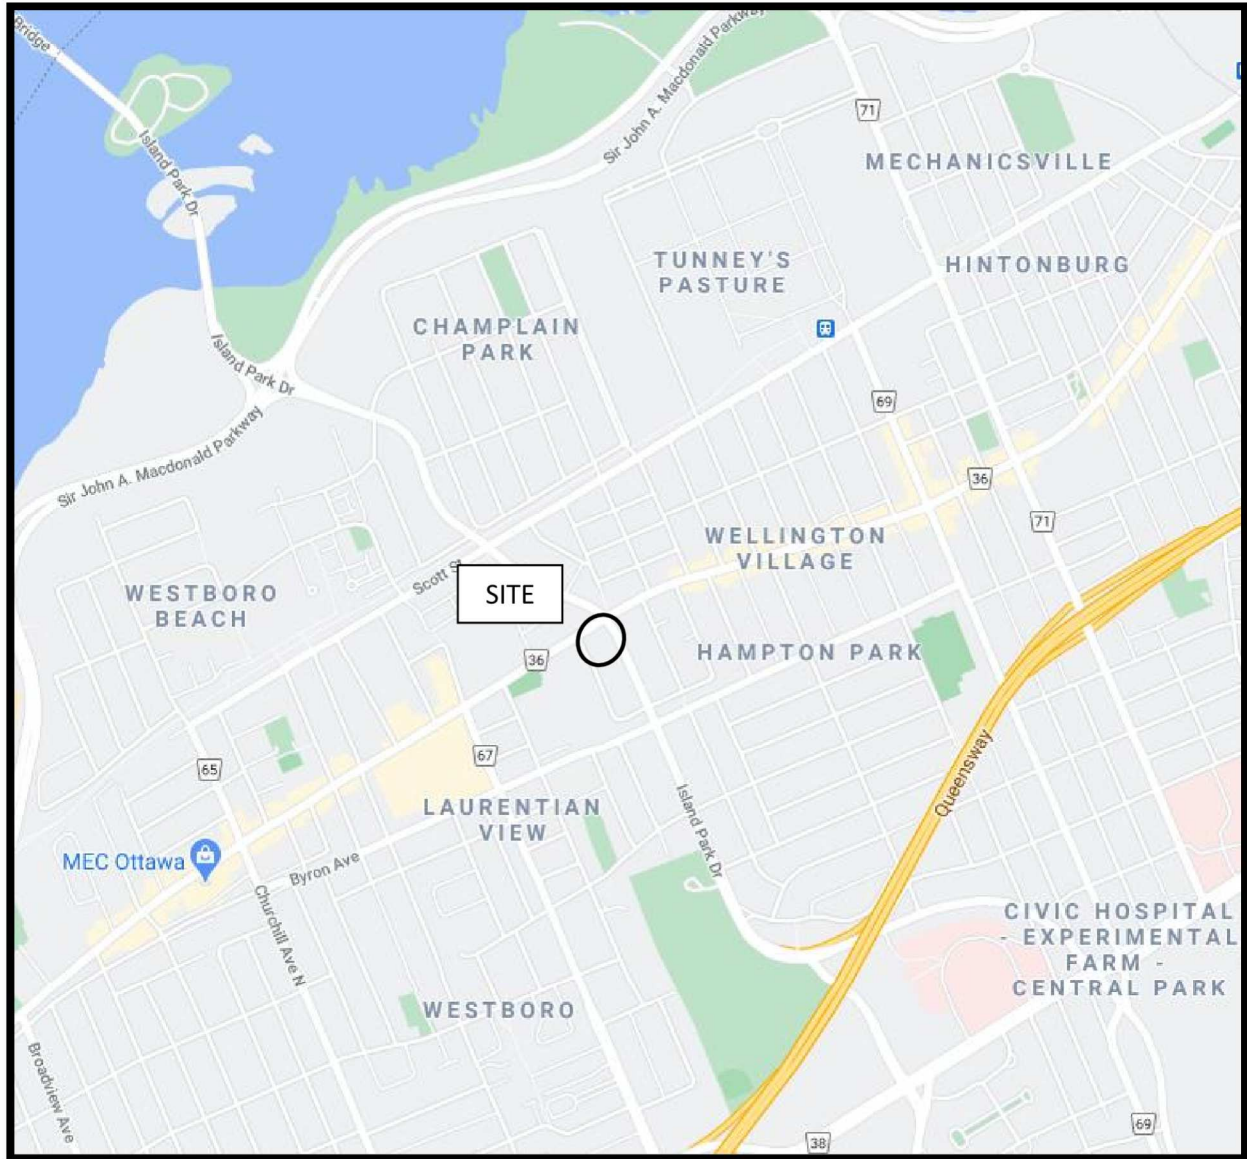 Bridge
Island Park Dr
Sir John A. Macdonald Parkway
71
MECHANICSVILLE
TUNNEY'S
PASTURE
HINTONBURG
CHAMPLAIN
PARK
Island Park Dr
69
Sir John A. Macdonald Parkway
36
71
WELLINGTON
VILLAGE
Scott St
SITE
WESTBORO
BEACH
36
HAMPTON PARK
67
65
Queensway
Island Park Dr
LAURENTIAN
VIEW
MEC Ottawa
Byron Ave
Churchill Ave N
CIVIC HOSPITAL
- EXPERIMENTAL
FARM -
CENTRAL PARK
WESTBORO
Broadview Ave
69
38